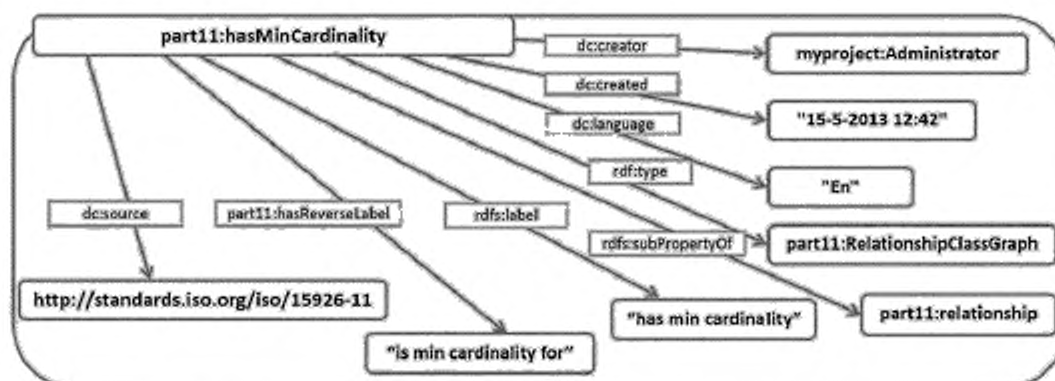 part11:hasMinCardinality
dc:creator
myproject:Administrator
dc:created
"15-5-2013 12:42"
dc:language
rdf:type
"En"
dc:source
part11:hasReverseLabel
rdfs:label
rdfs:subPropertyOf
part11:RelationshipClassGraph
http://standards.iso.org/iso/15926-11
"has min cardinality"
part11:relationship
"is min cardinality for"